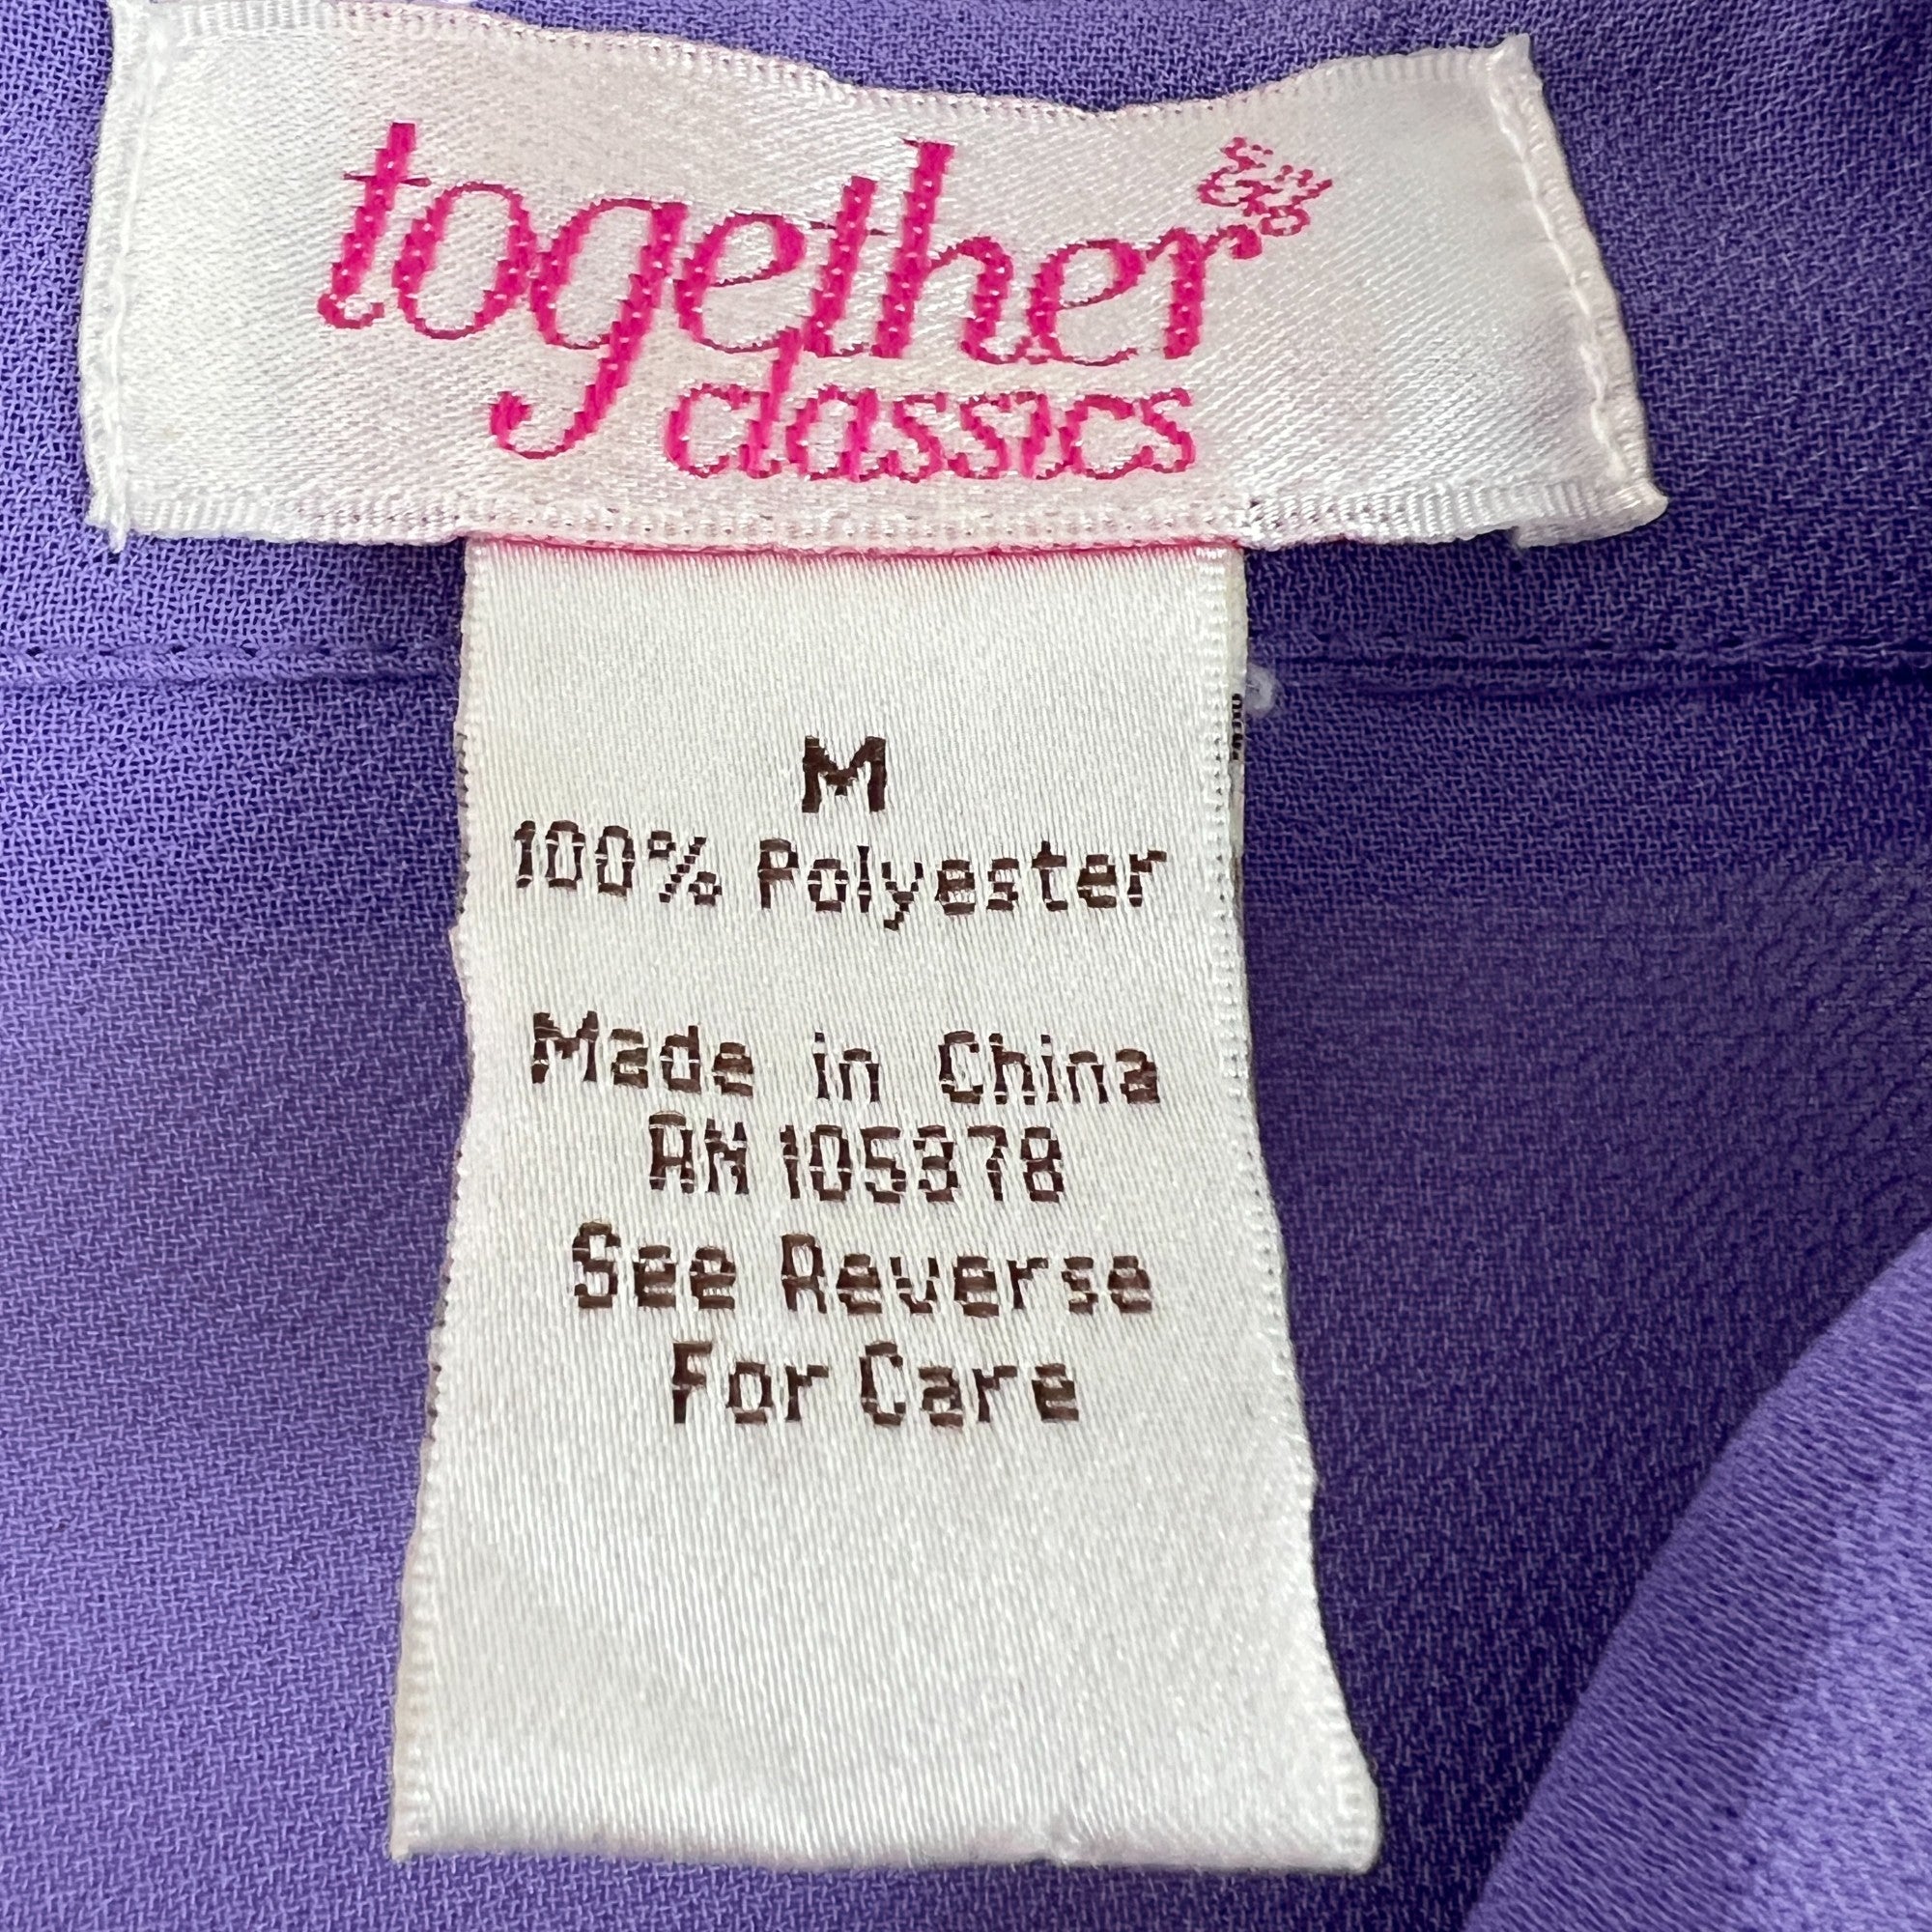 together
classics
M
100% Polyester
Made in China
RN 105378
See Reverse
For Care